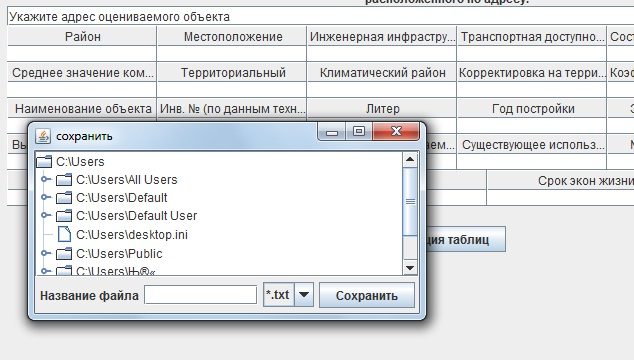 расположенного по адресу:
Укажите адрес оцениваемого объекта
Район Местоположение Инженерная инфрастру... Транспортная доступно... Сос
Среднее значение ком... Территориальный Климатический район Корректировка на терри...
Наименование объекта Инв. № (по данным техн... Литер Год постройки
сохранить
Существующее использ...
C:\Users
C:\Users\All Users
C:\Users\Default
Срок экон жизни
C:\Users\Default User
C:\Users\desktop.ini
ция таблиц
C:\Users\Public
C:\Users\Њ®«
Название файла *.txt Сохранить